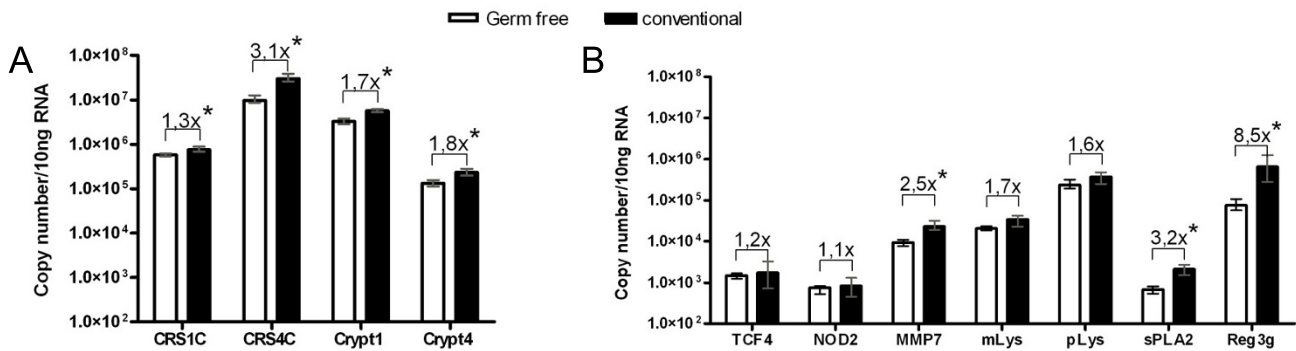 Germ free conventional
A
Copy number/10ng RNA
1.0×10⁸
1.0×10⁷
1.0×10⁶
1.0×10⁵
1.0×10⁴
1.0×10³
1.0×10²
1,3x*
3,1x*
1,7x*
1,8x*
CRS1C CRS4C Crypt1 Crypt4
B
Copy number/10ng RNA
1.0×10⁸
1.0×10⁷
1.0×10⁶
1.0×10⁵
1.0×10⁴
1.0×10³
1.0×10²
1,2x
1,1x
2,5x*
1,7x
1,6x
3,2x*
8,5x*
TCF4 NOD2 MMP7 mLys pLys sPLA2 Reg3g